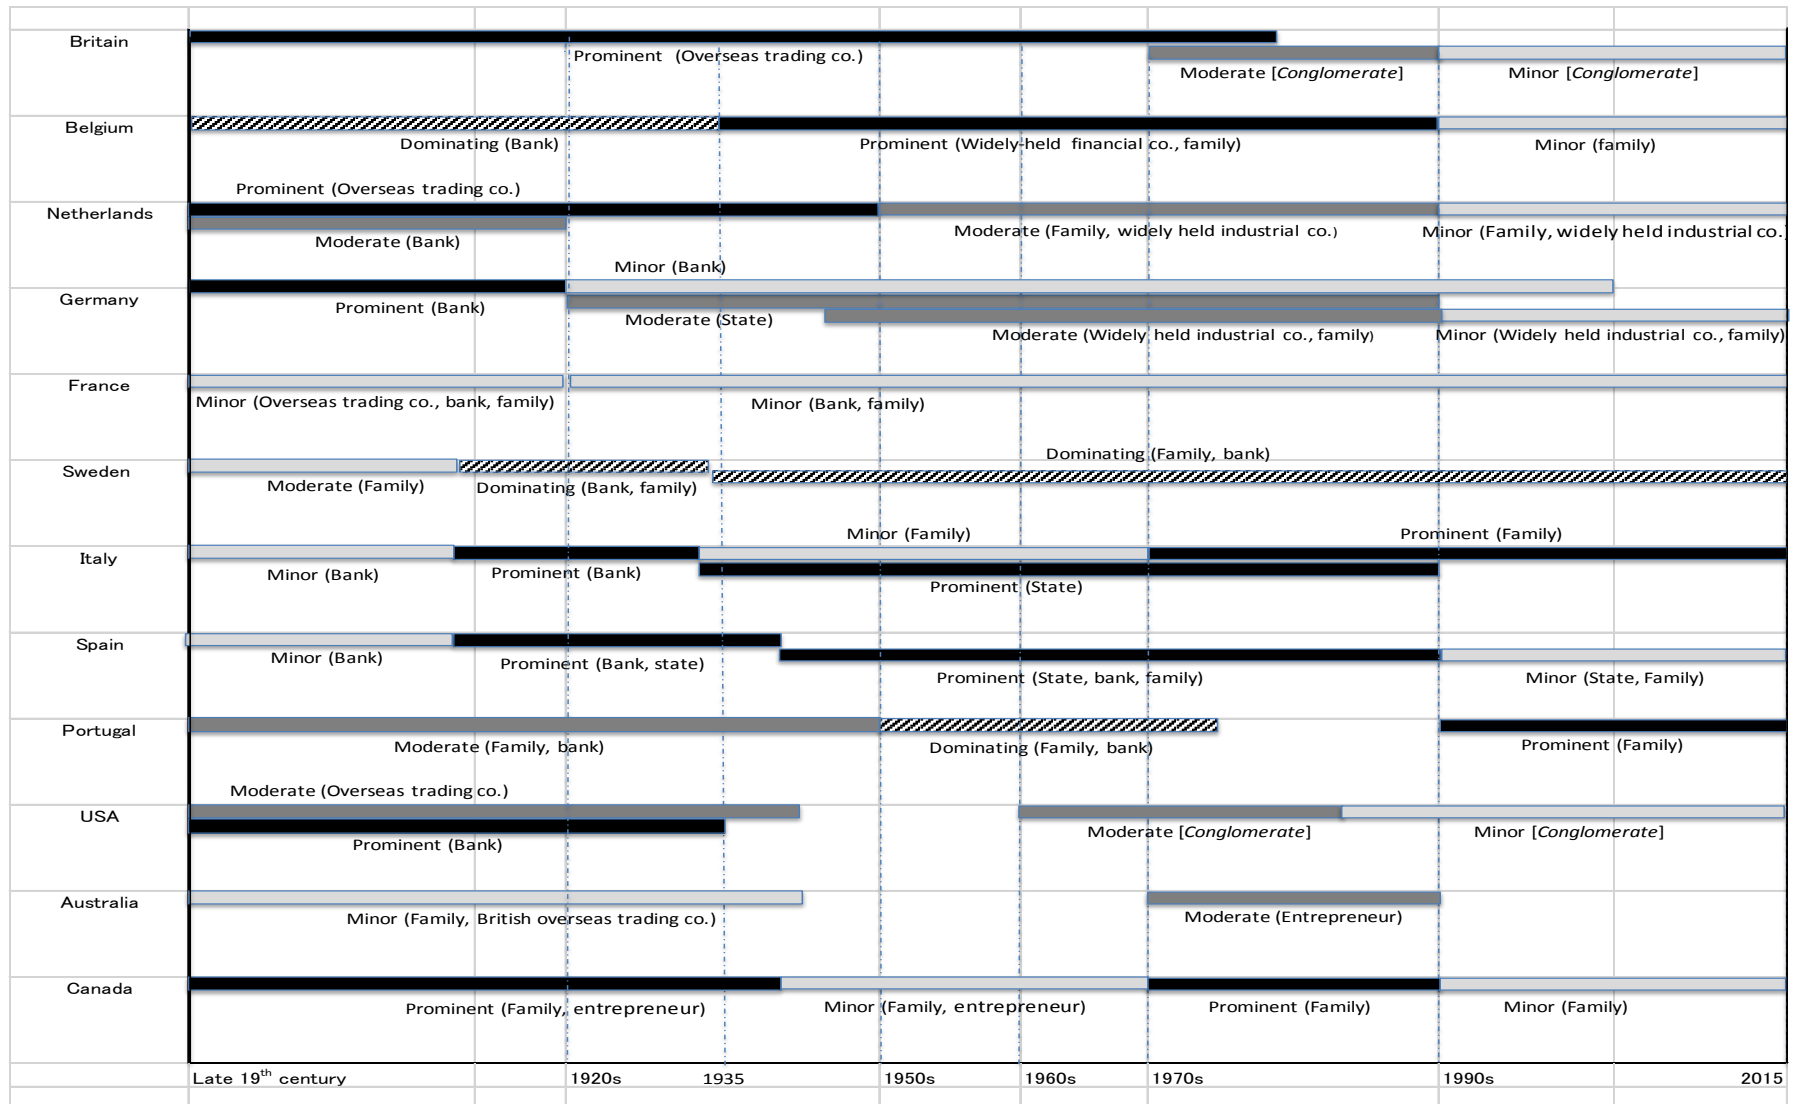 Britain
Prominent (Overseas trading co.)
Moderate [Conglomerate]
Minor [Conglomerate]
Belgium
Dominating (Bank)
Prominent (Widely-held financial co., family)
Minor (family)
Prominent (Overseas trading co.)
Netherlands
Moderate (Bank)
Moderate (Family, widely held industrial co.)
Minor (Family, widely held industrial co.)
Minor (Bank)
Germany
Prominent (Bank)
Moderate (State)
Moderate (Widely held industrial co., family)
Minor (Widely held industrial co., family)
France
Minor (Overseas trading co., bank, family)
Minor (Bank, family)
Dominating (Family, bank)
Sweden
Moderate (Family)
Dominating (Bank, family)
Minor (Family)
Prominent (Family)
Italy
Minor (Bank)
Prominent (Bank)
Prominent (State)
Spain
Minor (Bank)
Prominent (Bank, state)
Prominent (State, bank, family)
Minor (State, Family)
Portugal
Moderate (Family, bank)
Dominating (Family, bank)
Prominent (Family)
Moderate (Overseas trading co.)
USA
Prominent (Bank)
Moderate [Conglomerate]
Minor [Conglomerate]
Australia
Minor (Family, British overseas trading co.)
Moderate (Entrepreneur)
Canada
Prominent (Family, entrepreneur)
Minor (Family, entrepreneur)
Prominent (Family)
Minor (Family)
Late 19th century
1920s
1935
1950s
1960s
1970s
1990s
2015